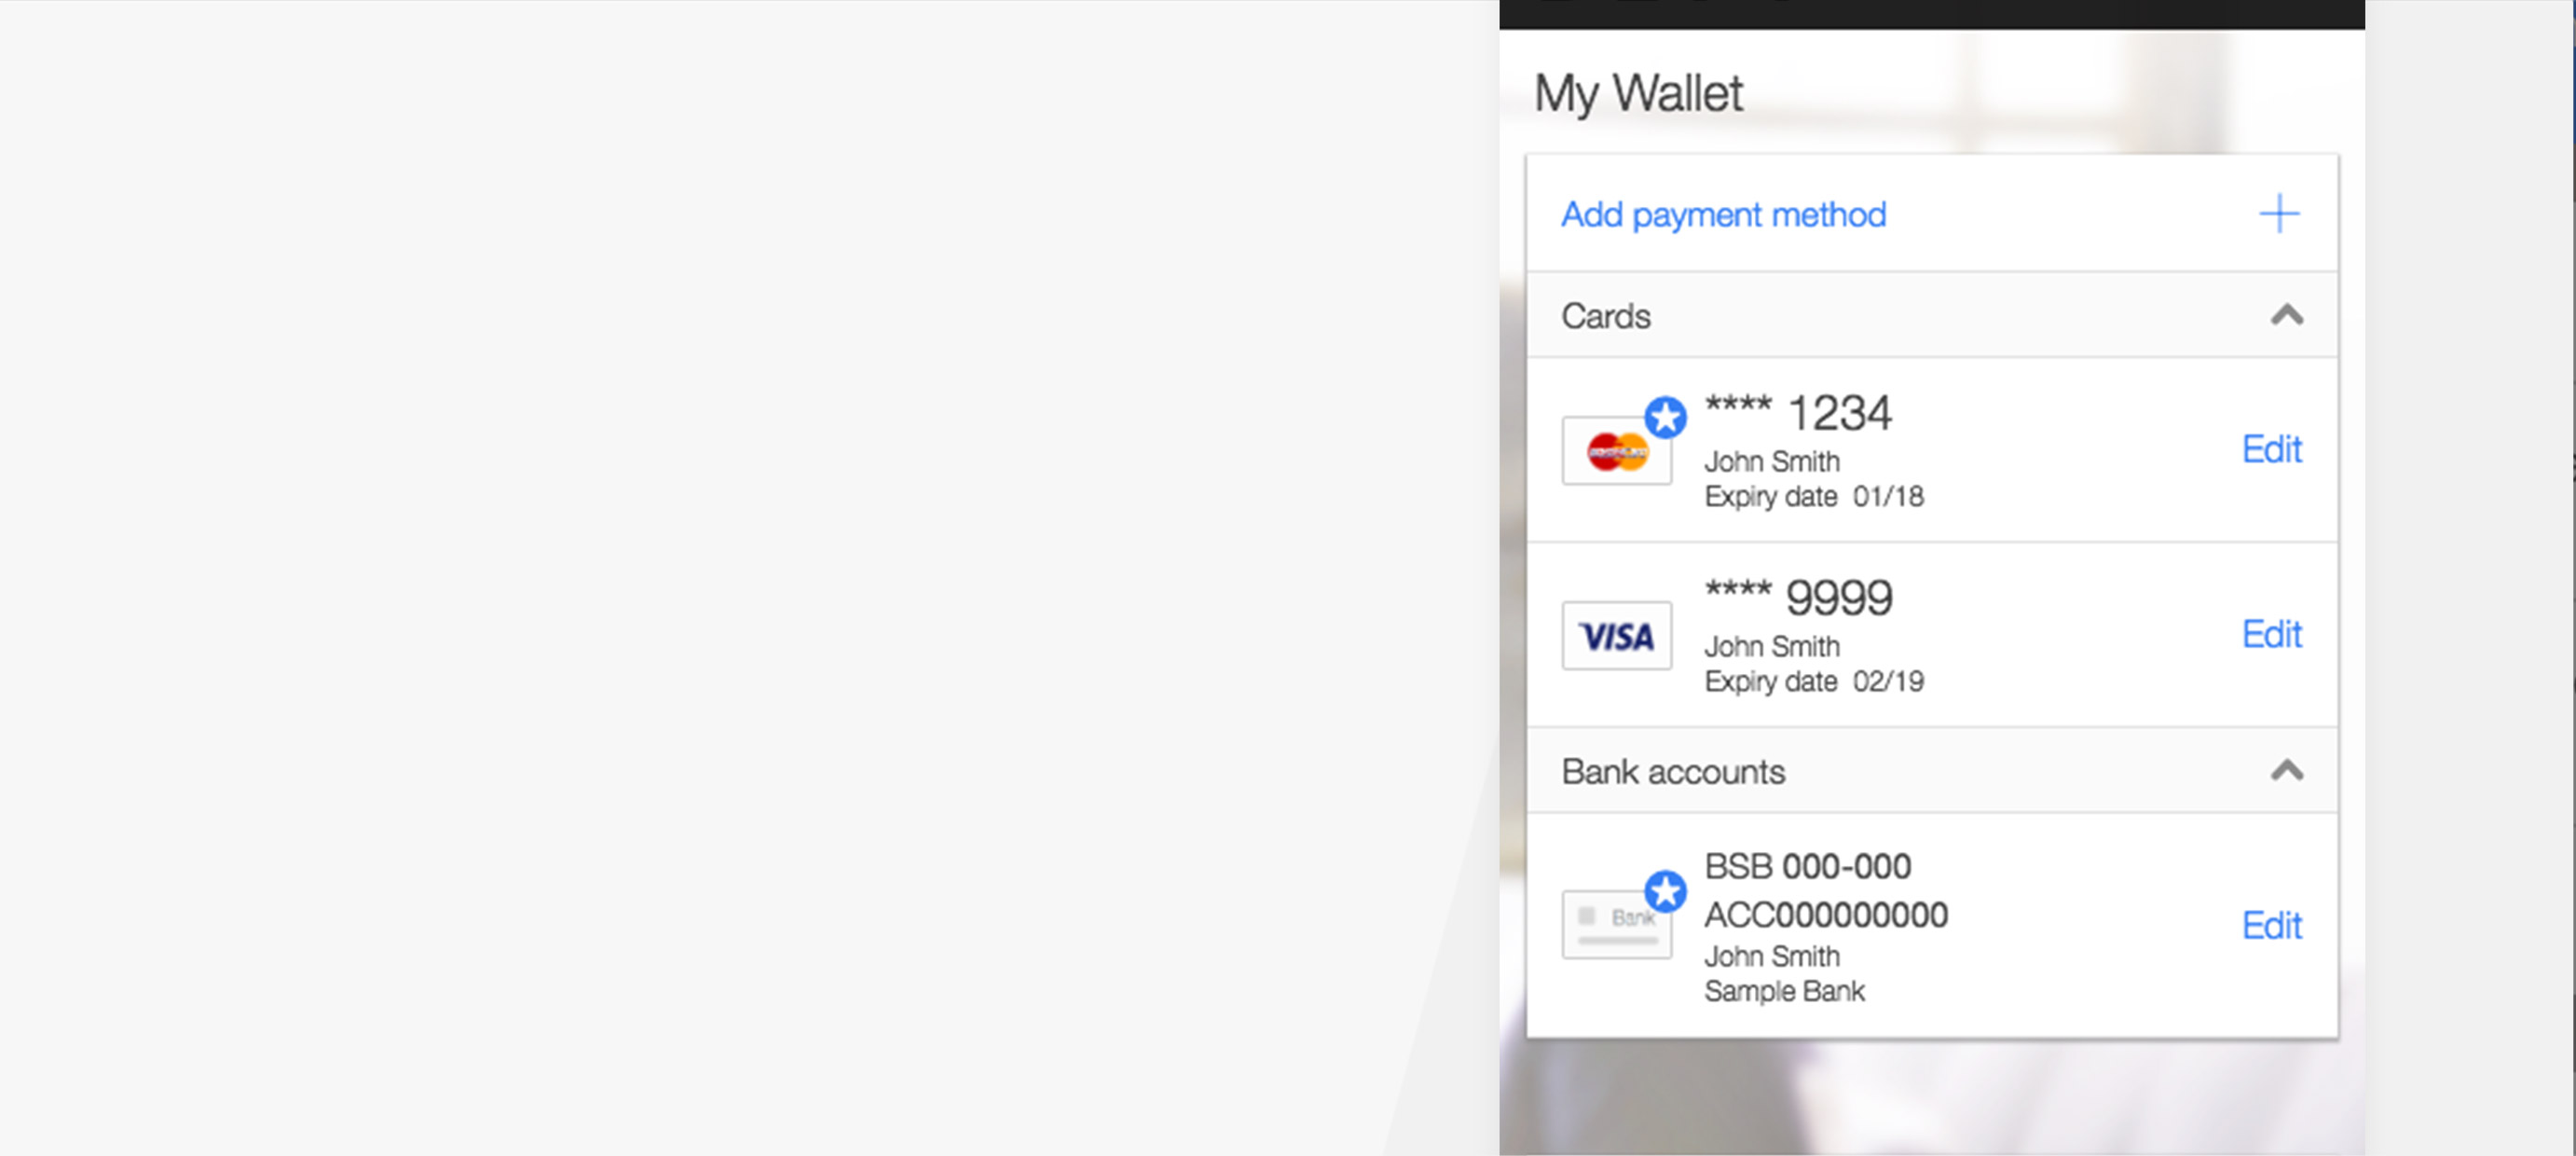 My Wallet
Add payment method
Cards
**** 1234
John Smith
Expiry date 01/18
Edit
VISA
**** 9999
John Smith
Expiry date 02/19
Edit
Bank accounts
Bank
BSB 000-000
ACC000000000
John Smith
Sample Bank
Edit